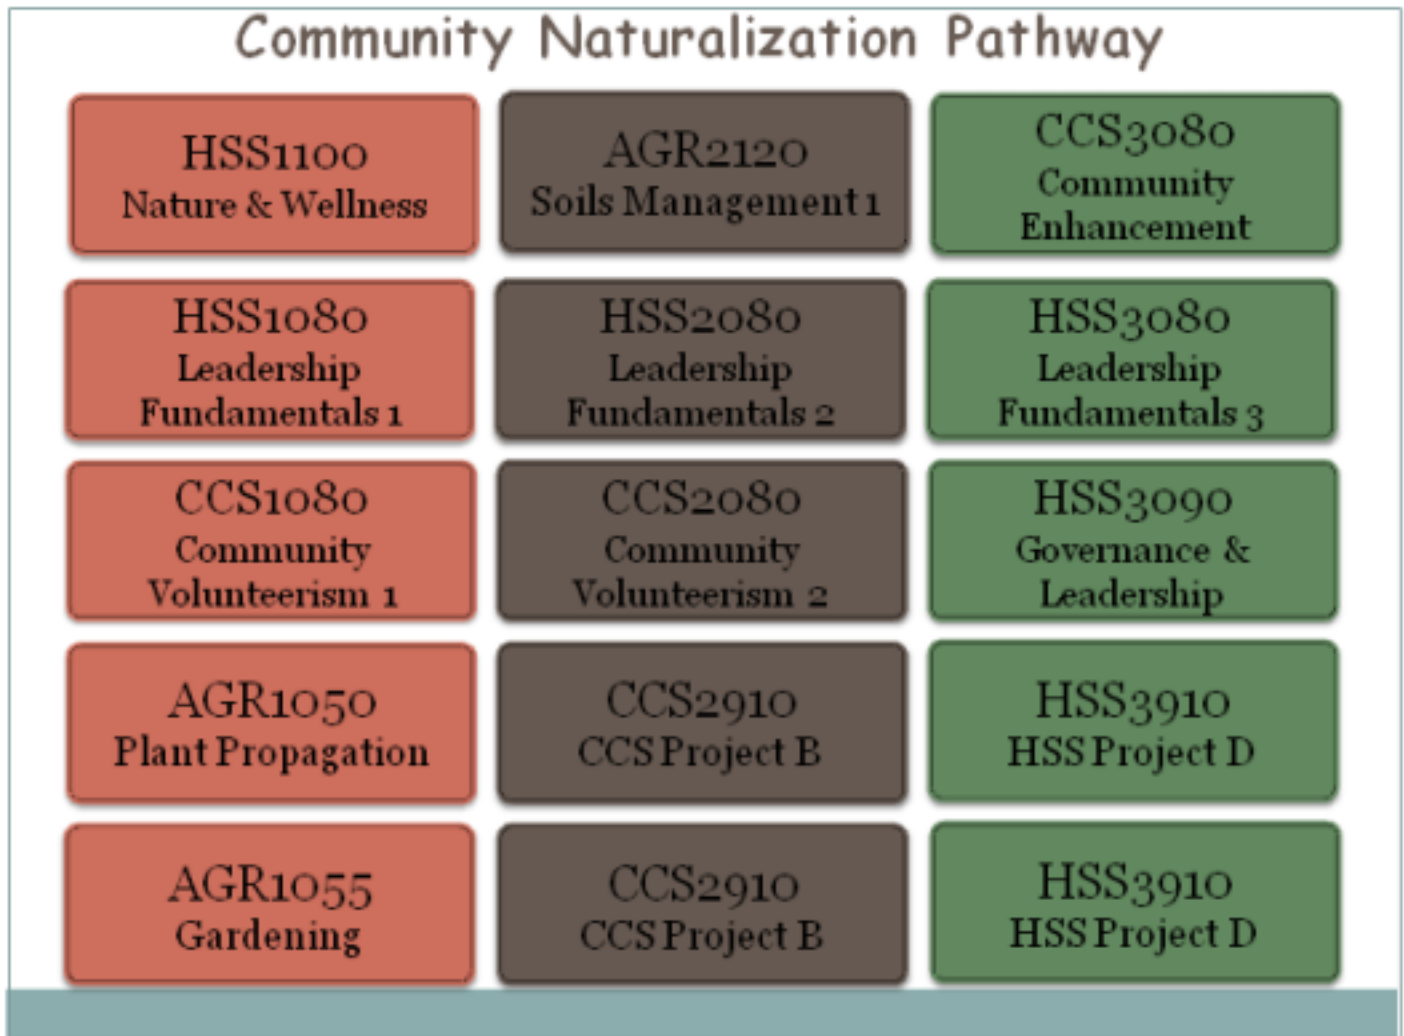 Community Naturalization Pathway
HSS1100
Nature & Wellness
AGR2120
Soils Management 1
CCS3080
Community
Enhancement
HSS1080
Leadership
Fundamentals 1
HSS2080
Leadership
Fundamentals 2
HSS3080
Leadership
Fundamentals 3
CCS1080
Community
Volunteerism 1
CCS2080
Community
Volunteerism 2
HSS3090
Governance &
Leadership
AGR1050
Plant Propagation
CCS2910
CCS Project B
HSS3910
HSS Project D
AGR1055
Gardening
CCS2910
CCS Project B
HSS3910
HSS Project D